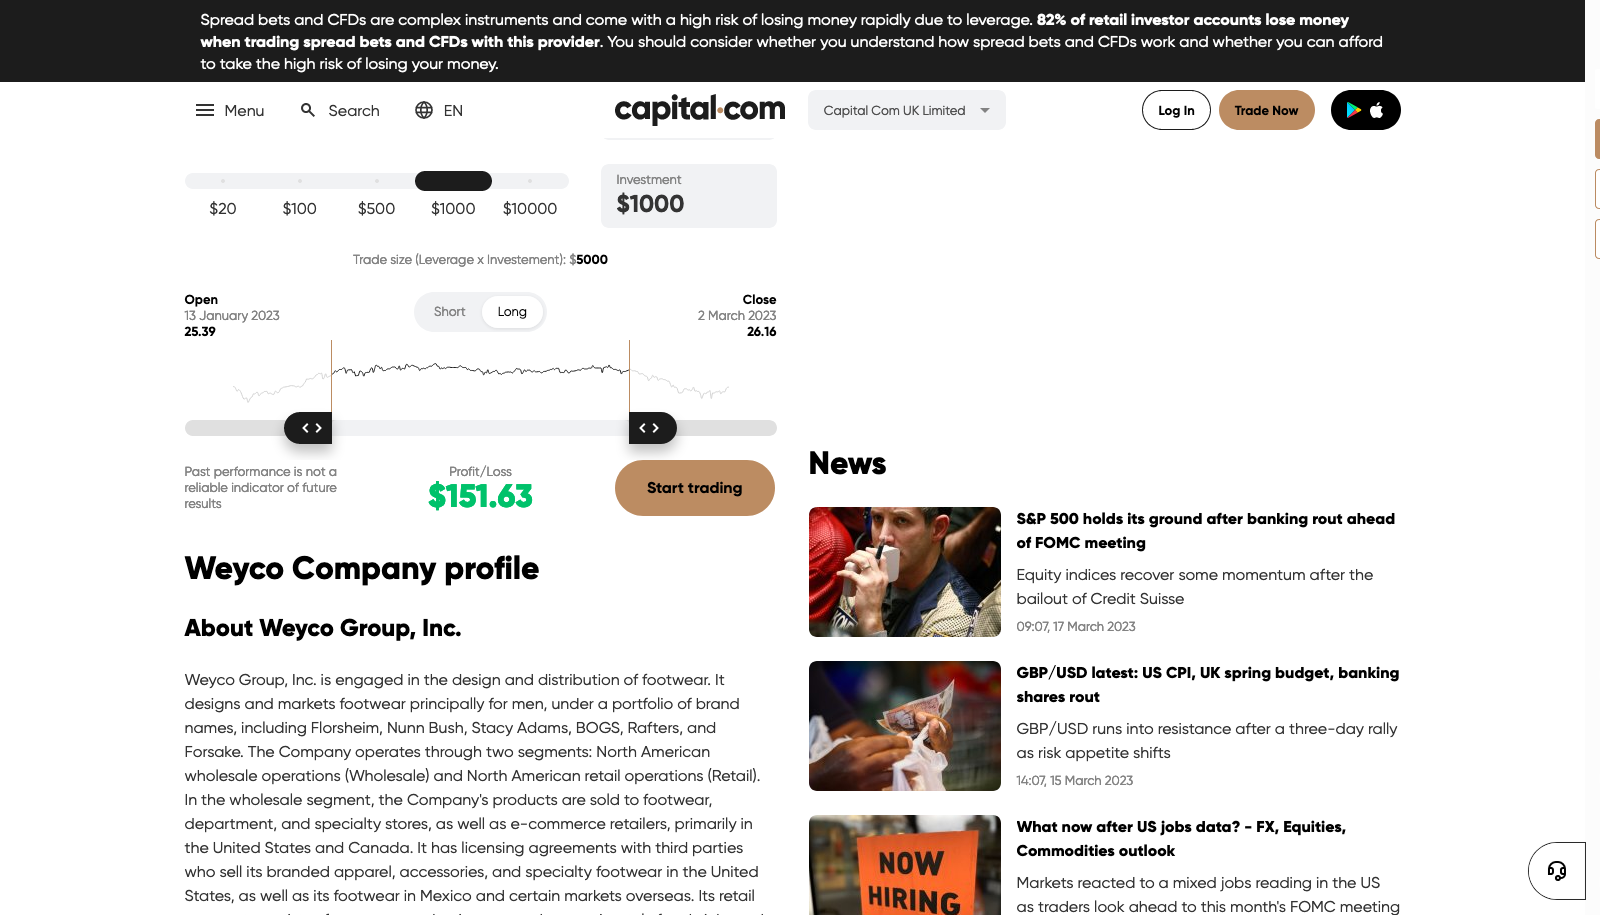 Spread bets and CFDs are complex instruments and come with a high risk of losing money rapidly due to leverage. 82% of retail investor accounts lose money
when trading spread bets and CFDs with this provider. You should consider whether you understand how spread bets and CFDs work and whether you can afford
to take the high risk of losing your money.
Menu
Search
EN
capital.com
Capital Com UK Limited
Log In
Trade Now
$20
$100
$500
$1000
$10000
Investment
$1000
Trade size (Leverage x Investement): $5000
Open
13 January 2023
25.39
Short
Long
Close
2 March 2023
26.16
Past performance is not a
reliable indicator of future
results
Profit/Loss
$151.63
Start trading
Weyco Company profile
About Weyco Group, Inc.
Weyco Group, Inc. is engaged in the design and distribution of footwear. It
designs and markets footwear principally for men, under a portfolio of brand
names, including Florsheim, Nunn Bush, Stacy Adams, BOGS, Rafters, and
Forsake. The Company operates through two segments: North American
wholesale operations (Wholesale) and North American retail operations (Retail).
In the wholesale segment, the Company's products are sold to footwear,
department, and specialty stores, as well as e-commerce retailers, primarily in
the United States and Canada. It has licensing agreements with third parties
who sell its branded apparel, accessories, and specialty footwear in the United
States, as well as its footwear in Mexico and certain markets overseas. Its retail
News
S&P 500 holds its ground after banking rout ahead
of FOMC meeting
Equity indices recover some momentum after the
bailout of Credit Suisse
09:07, 17 March 2023
GBP/USD latest: US CPI, UK spring budget, banking
shares rout
GBP/USD runs into resistance after a three-day rally
as risk appetite shifts
14:07, 15 March 2023
NOW
HIRING
What now after US jobs data? - FX, Equities,
Commodities outlook
Markets reacted to a mixed jobs reading in the US
as traders look ahead to this month's FOMC meeting